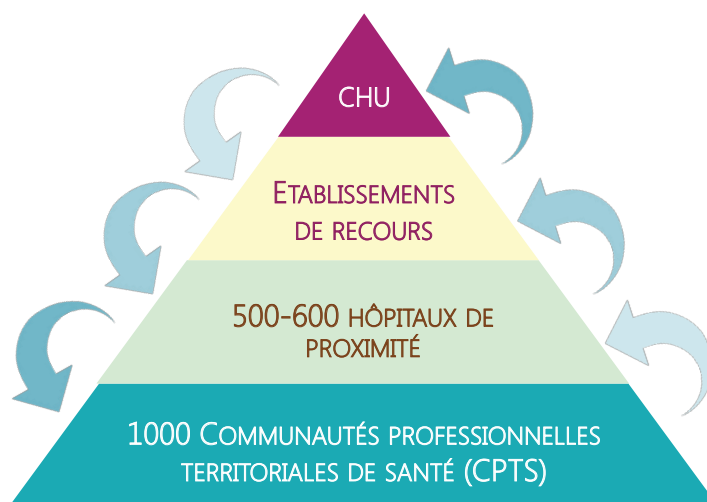 CHU
ETABLISSEMENTS
DE RECOURS
500-600 HÔPITAUX DE
PROXIMITÉ
1000 COMMUNAUTÉS PROFESSIONNELLES
TERRITORIALES DE SANTÉ (CPTS)